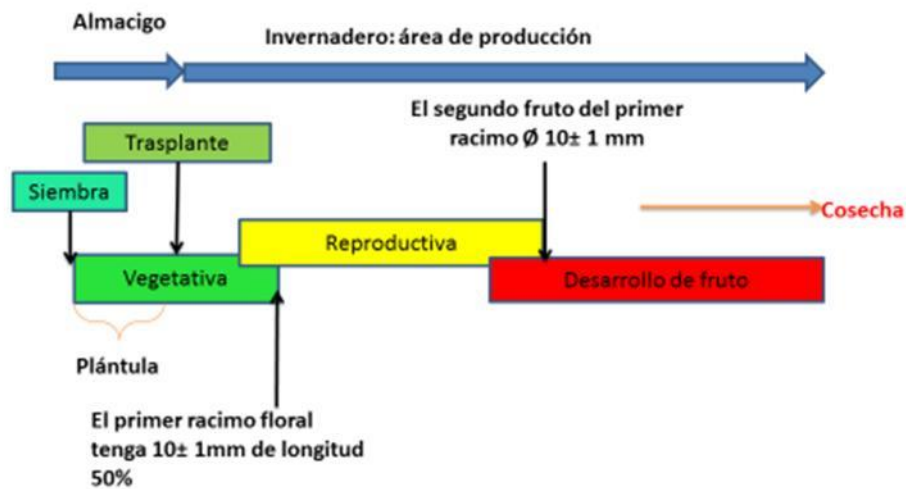 Almacigo
Invernadero: área de producción
El segundo fruto del primer
racimo Ø 10± 1 mm
Trasplante
Siembra
Cosecha
Reproductiva
Vegetativa
Desarrollo de fruto
Plántula
El primer racimo floral
tenga 10± 1mm de longitud
50%